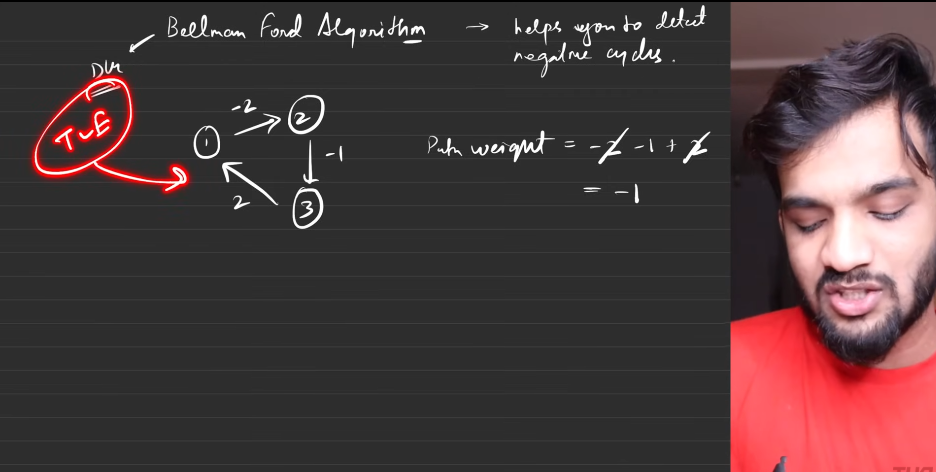 Bellman Ford Algorithm → helps you to detect
negative cycles.
TLE
-2
1
2
-1
2
3
Path weight = -2 -1 + 2
= -1